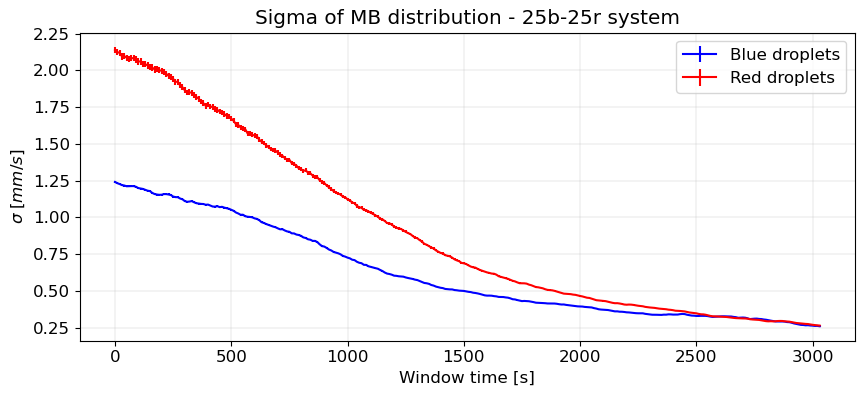 Sigma of MB distribution - 25b-25r system
2.25
2.00
1.75
1.50
1.25
1.00
0.75
0.50
0.25
σ [mm/s]
Blue droplets
Red droplets
0 500 1000 1500 2000 2500 3000
Window time [s]